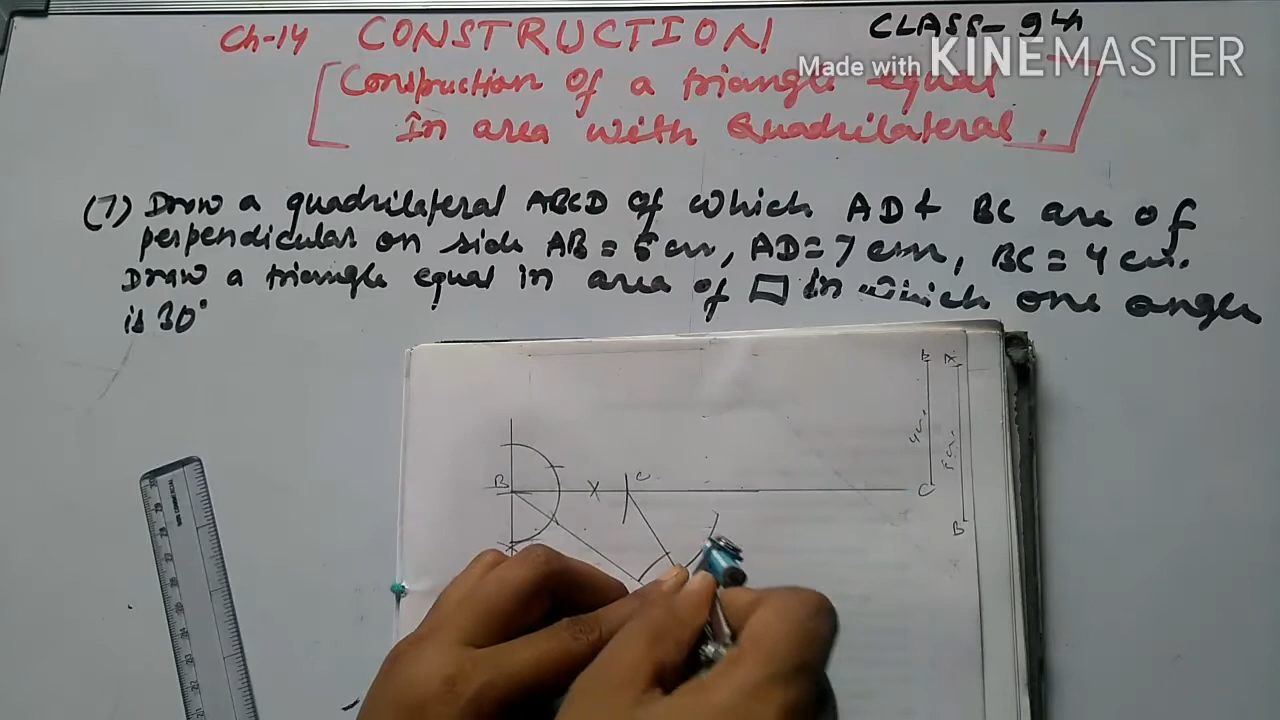 Ch-14 CONSTRUCTION CLASS-9th
Made with KINEMASTER
[Construction of a triangle equal
In area with Quadrilateral.]
(7) Draw a quadrilateral ABCD of which AD + BC are of
perpendicular on side AB = 5 cm, AD = 7 cm, BC = 4 cm.
Draw a triangle equal in area of ▱ in which one angle
is 30°
B
C
C
B